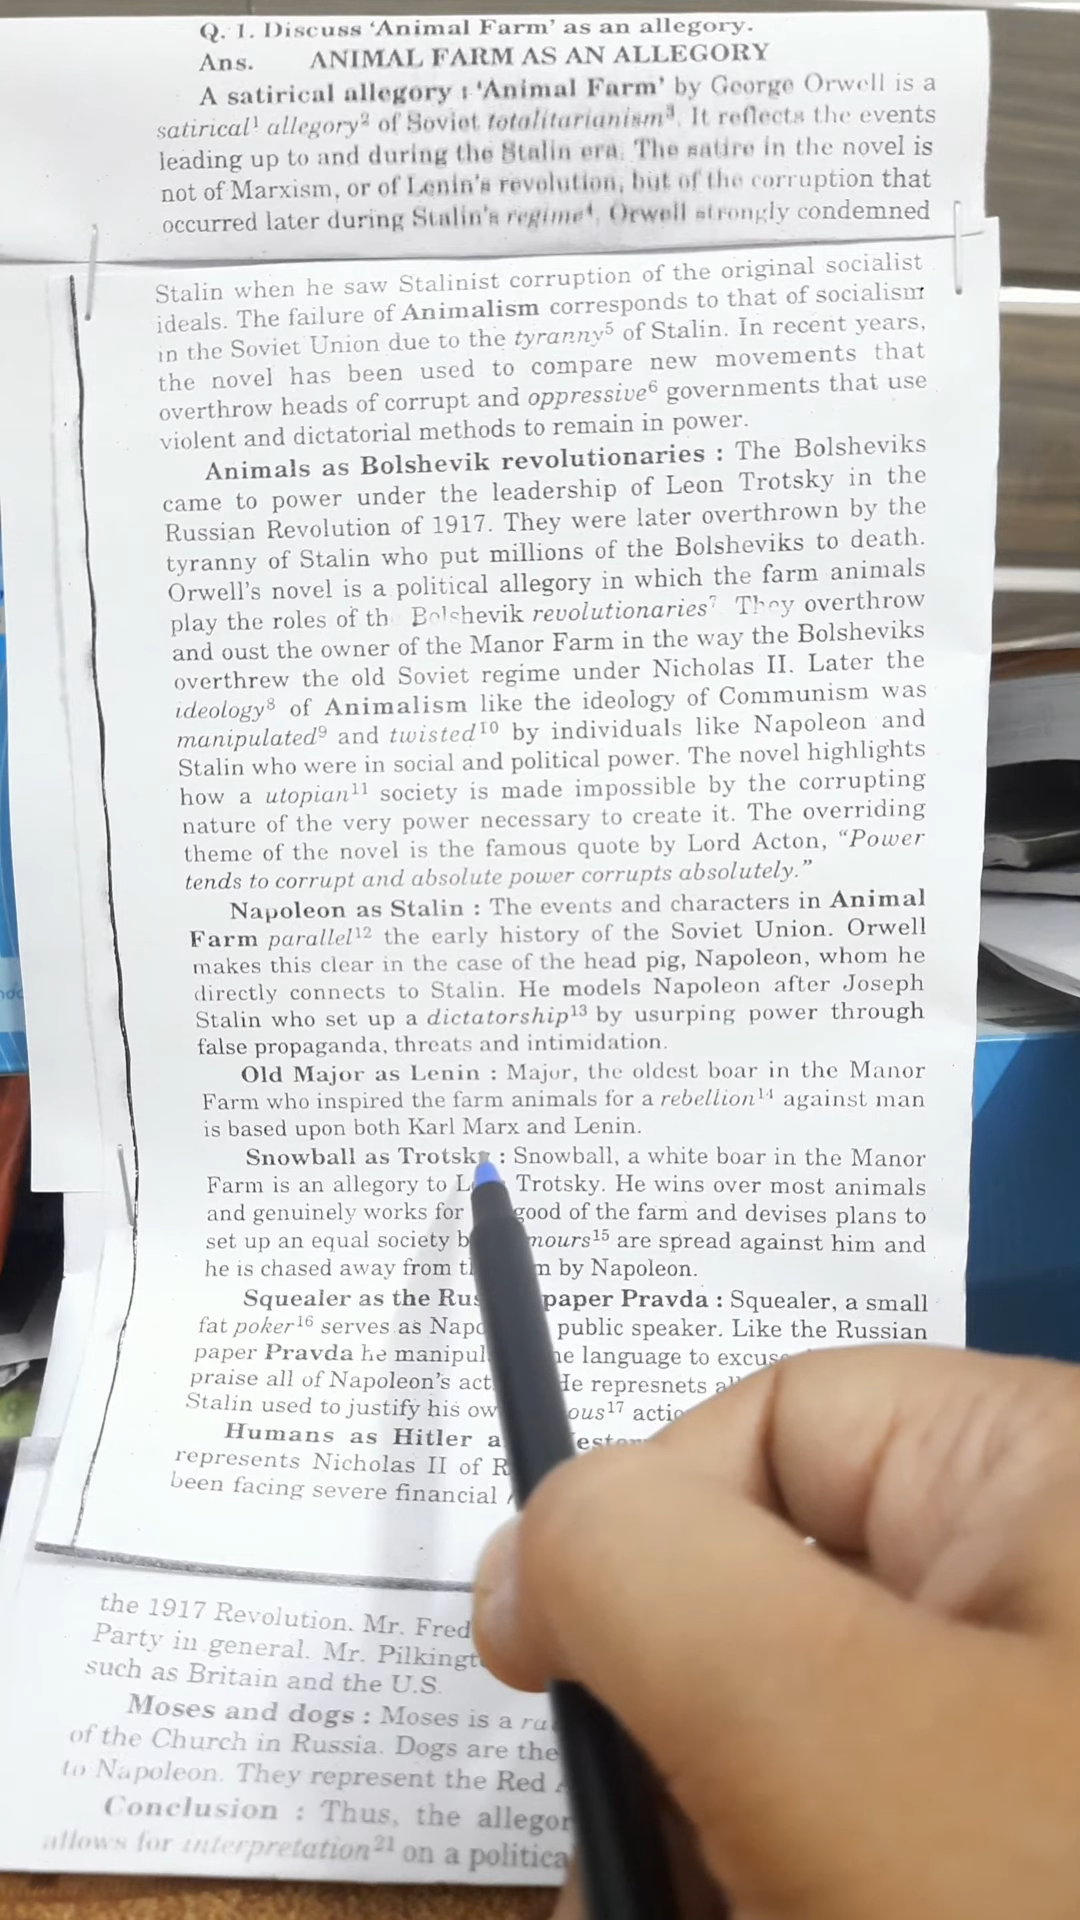 Q. 1. Discuss ‘Animal Farm’ as an allegory.
Ans. ANIMAL FARM AS AN ALLEGORY
A satirical allegory : ‘Animal Farm’ by George Orwell is a
satirical¹ allegory² of Soviet totalitarianism³. It reflects the events
leading up to and during the Stalin era. The satire in the novel is
not of Marxism, or of Lenin’s revolution, but of the corruption that
occurred later during Stalin’s regime⁴. Orwell strongly condemned
Stalin when he saw Stalinist corruption of the original socialist
ideals. The failure of Animalism corresponds to that of socialism
in the Soviet Union due to the tyranny⁵ of Stalin. In recent years,
the novel has been used to compare new movements that
overthrow heads of corrupt and oppressive⁶ governments that use
violent and dictatorial methods to remain in power.
Animals as Bolshevik revolutionaries : The Bolsheviks
came to power under the leadership of Leon Trotsky in the
Russian Revolution of 1917. They were later overthrown by the
tyranny of Stalin who put millions of the Bolsheviks to death.
Orwell’s novel is a political allegory in which the farm animals
play the roles of th Bolshevik revolutionaries⁷ They overthrow
and oust the owner of the Manor Farm in the way the Bolsheviks
overthrew the old Soviet regime under Nicholas II. Later the
ideology⁸ of Animalism like the ideology of Communism was
manipulated⁹ and twisted¹⁰ by individuals like Napoleon and
Stalin who were in social and political power. The novel highlights
how a utopian¹¹ society is made impossible by the corrupting
nature of the very power necessary to create it. The overriding
theme of the novel is the famous quote by Lord Acton, “Power
tends to corrupt and absolute power corrupts absolutely.”
Napoleon as Stalin : The events and characters in Animal
Farm parallel¹² the early history of the Soviet Union. Orwell
makes this clear in the case of the head pig, Napoleon, whom he
directly connects to Stalin. He models Napoleon after Joseph
Stalin who set up a dictatorship¹³ by usurping power through
false propaganda, threats and intimidation.
Old Major as Lenin : Major, the oldest boar in the Manor
Farm who inspired the farm animals for a rebellion¹⁴ against man
is based upon both Karl Marx and Lenin.
Snowball as Trotsky : Snowball, a white boar in the Manor
Farm is an allegory to Trotsky. He wins over most animals
and genuinely works for good of the farm and devises plans to
set up an equal society mours¹⁵ are spread against him and
he is chased away from by Napoleon.
Squealer as the paper Pravda : Squealer, a small
fat poker¹⁶ serves as public speaker. Like the Russian
paper Pravda he language to
praise all of Napoleon’s He represnets
Stalin used to justify his ous¹⁷
Humans as Hitler
represents Nicholas II of
been facing severe financial
the 1917 Revolution. Mr. Fred
Party in general. Mr. Pilkingt
such as Britain and the U.S.
Moses and dogs : Moses is a
of the Church in Russia. Dogs are the
to Napoleon. They represent the Red
Conclusion : Thus, the allegor
allows for interpretation²¹ on a politica